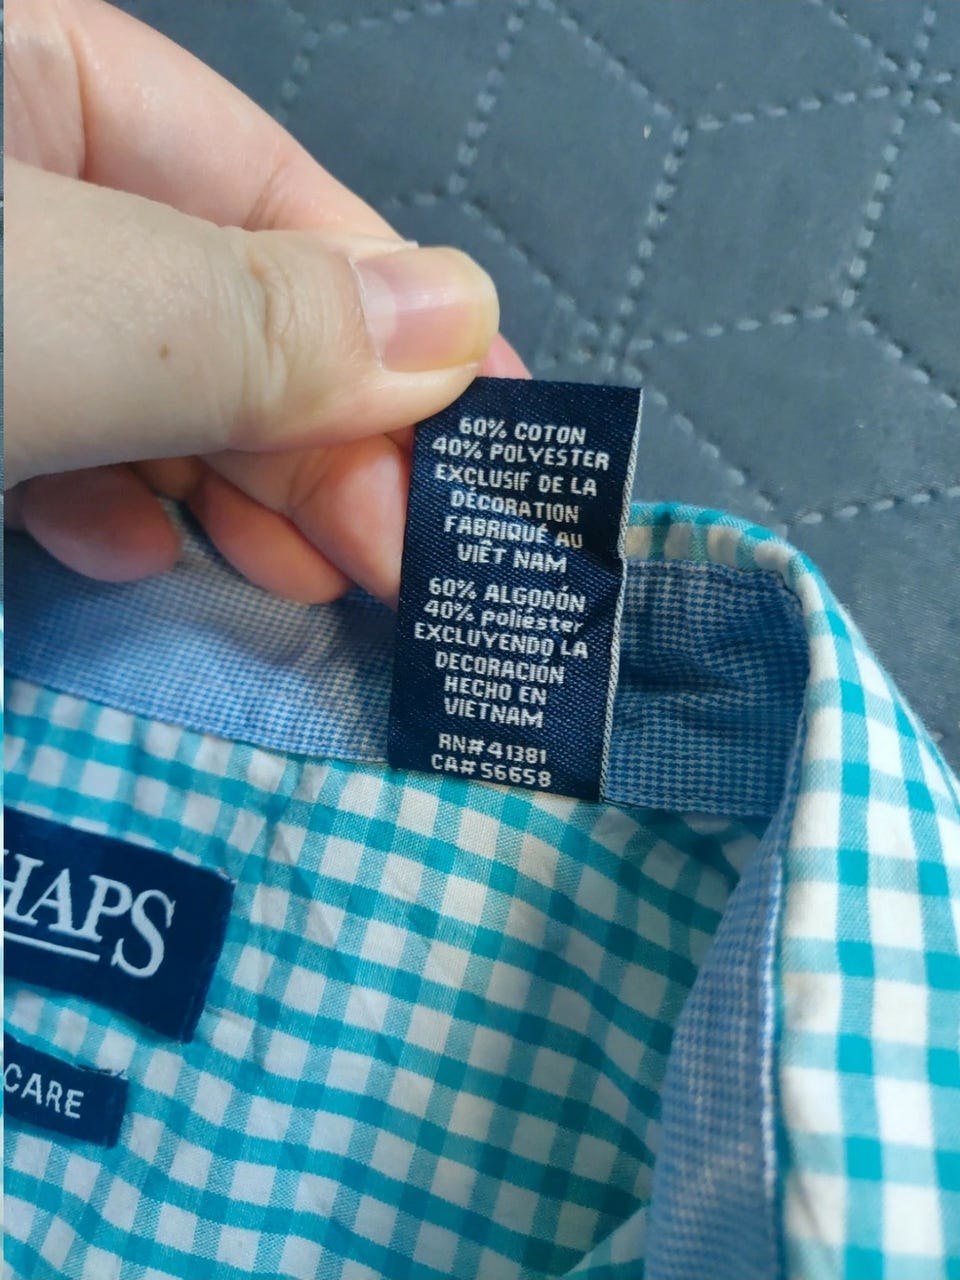 60% COTON
40% POLYESTER
EXCLUSIF DE LA
DÉCORATION
FABRIQUÉ AU
VIÊT NAM
60% ALGODÓN
40% poliéster
EXCLUYENDO LA
DECORACIÓN
HECHO EN
VIETNAM
RN#41381
CA#56658
HAPS
CARE